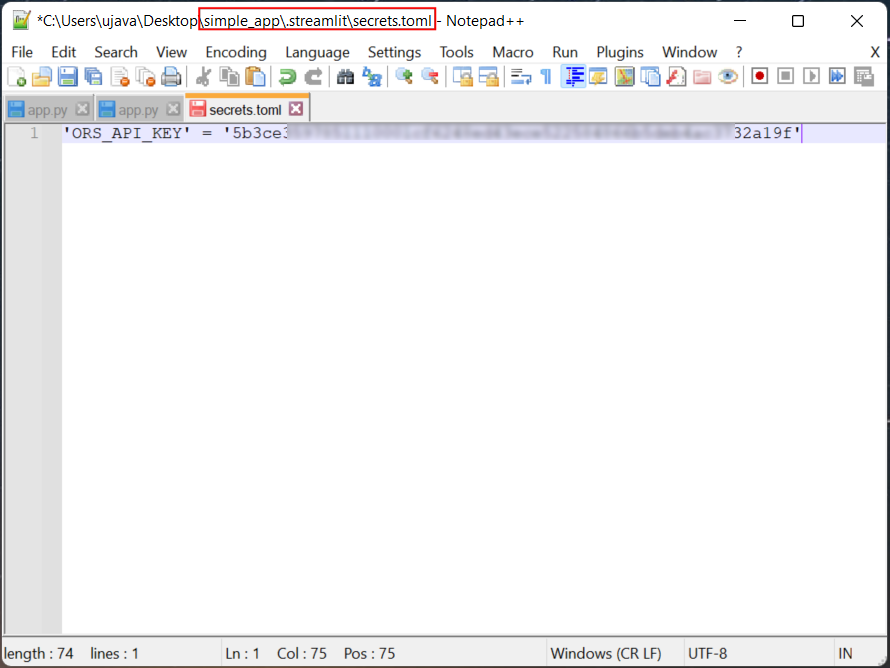 *C:\Users\ujava\Desktop\simple_app\.streamlit\secrets.toml - Notepad++
File Edit Search View Encoding Language Settings Tools Macro Run Plugins Window ? X
app.py app.py secrets.toml
1 'ORS_API_KEY' = '5b3ce3 32a19f'
length : 74 lines : 1 Ln : 1 Col : 75 Pos : 75 Windows (CR LF) UTF-8 IN